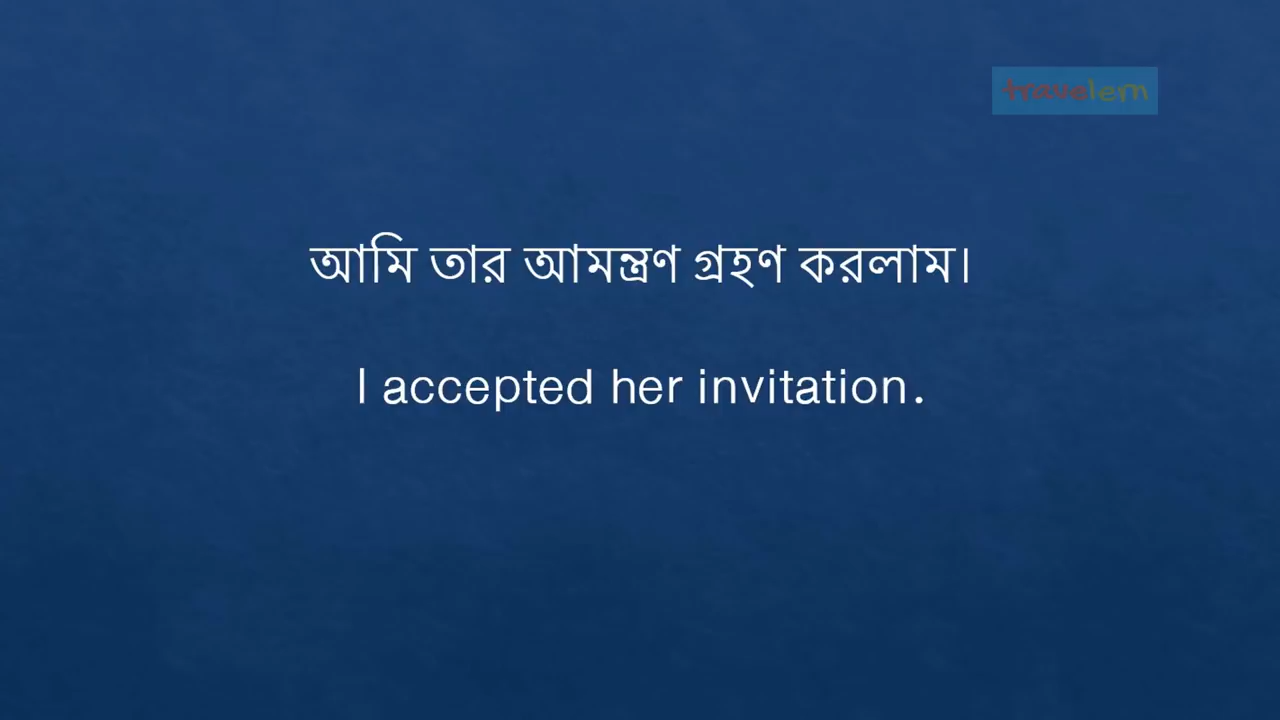 travelem
আমি তার আমন্ত্রণ গ্রহণ করলাম।
I accepted her invitation.